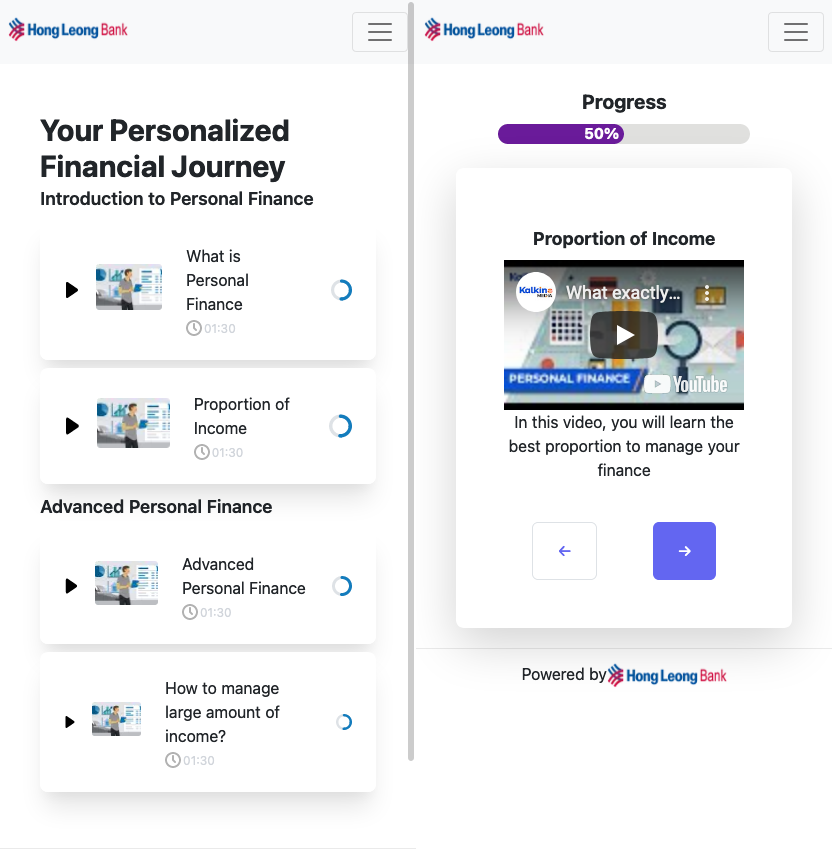 Hong Leong Bank
Your Personalized
Financial Journey
Introduction to Personal Finance
What is
Personal
Finance
01:30
Proportion of
Income
01:30
Advanced Personal Finance
Advanced
Personal Finance
01:30
How to manage
large amount of
income?
01:30
Hong Leong Bank
Progress
50%
Proportion of Income
Kalkine
MEDIA
What exactly...
PERSONAL FINANCE
YouTube
In this video, you will learn the
best proportion to manage your
finance
Powered by Hong Leong Bank